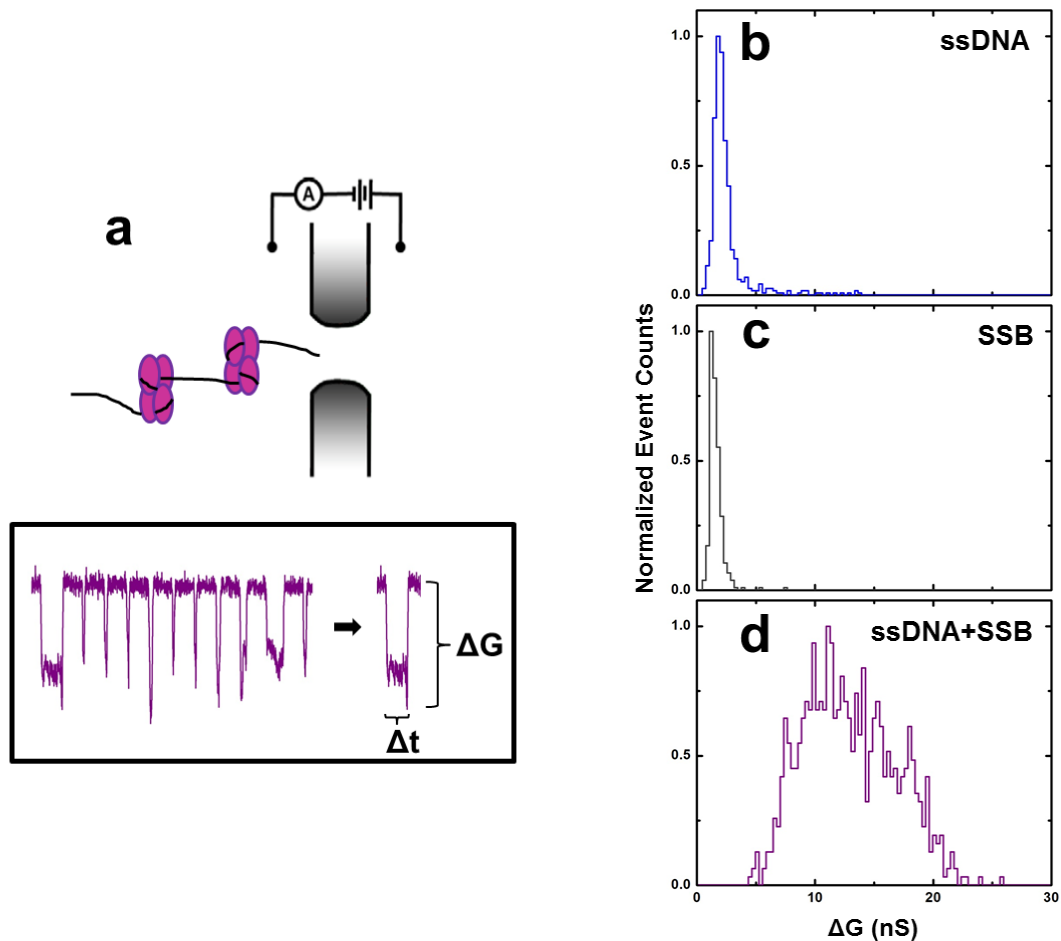 a
A
ΔG
Δt
b
ssDNA
1.0
0.5
0.0
c
SSB
1.0
0.5
0.0
d
ssDNA+SSB
1.0
0.5
0.0
Normalized Event Counts
0 10 20 30
ΔG (nS)